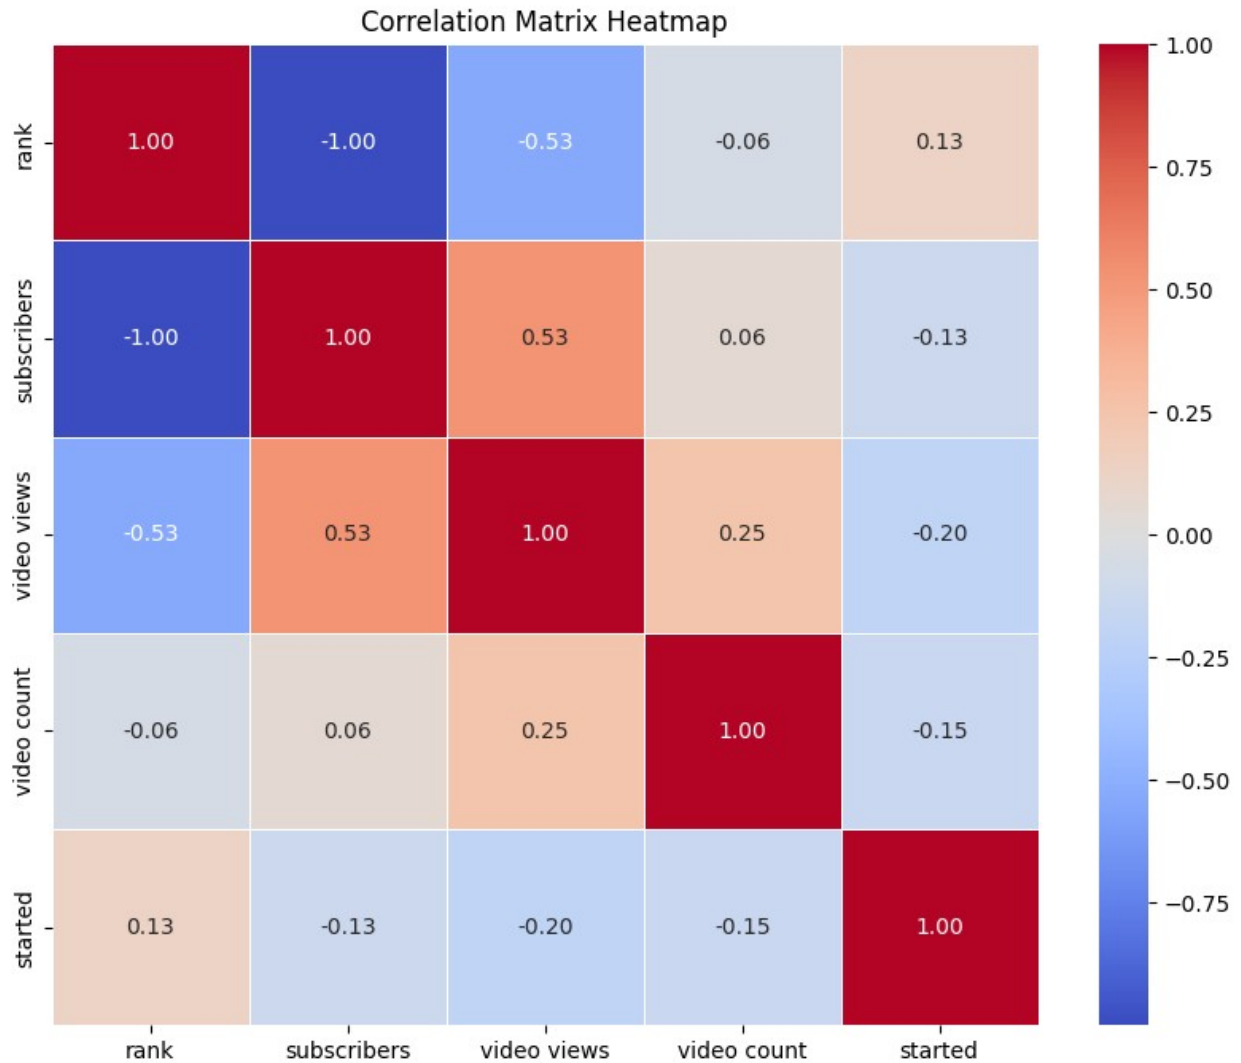 Correlation Matrix Heatmap
rank
1.00 -1.00 -0.53 -0.06 0.13
subscribers
-1.00 1.00 0.53 0.06 -0.13
video views
-0.53 0.53 1.00 0.25 -0.20
video count
-0.06 0.06 0.25 1.00 -0.15
started
0.13 -0.13 -0.20 -0.15 1.00
rank subscribers video views video count started
1.00
0.75
0.50
0.25
0.00
−0.25
−0.50
−0.75